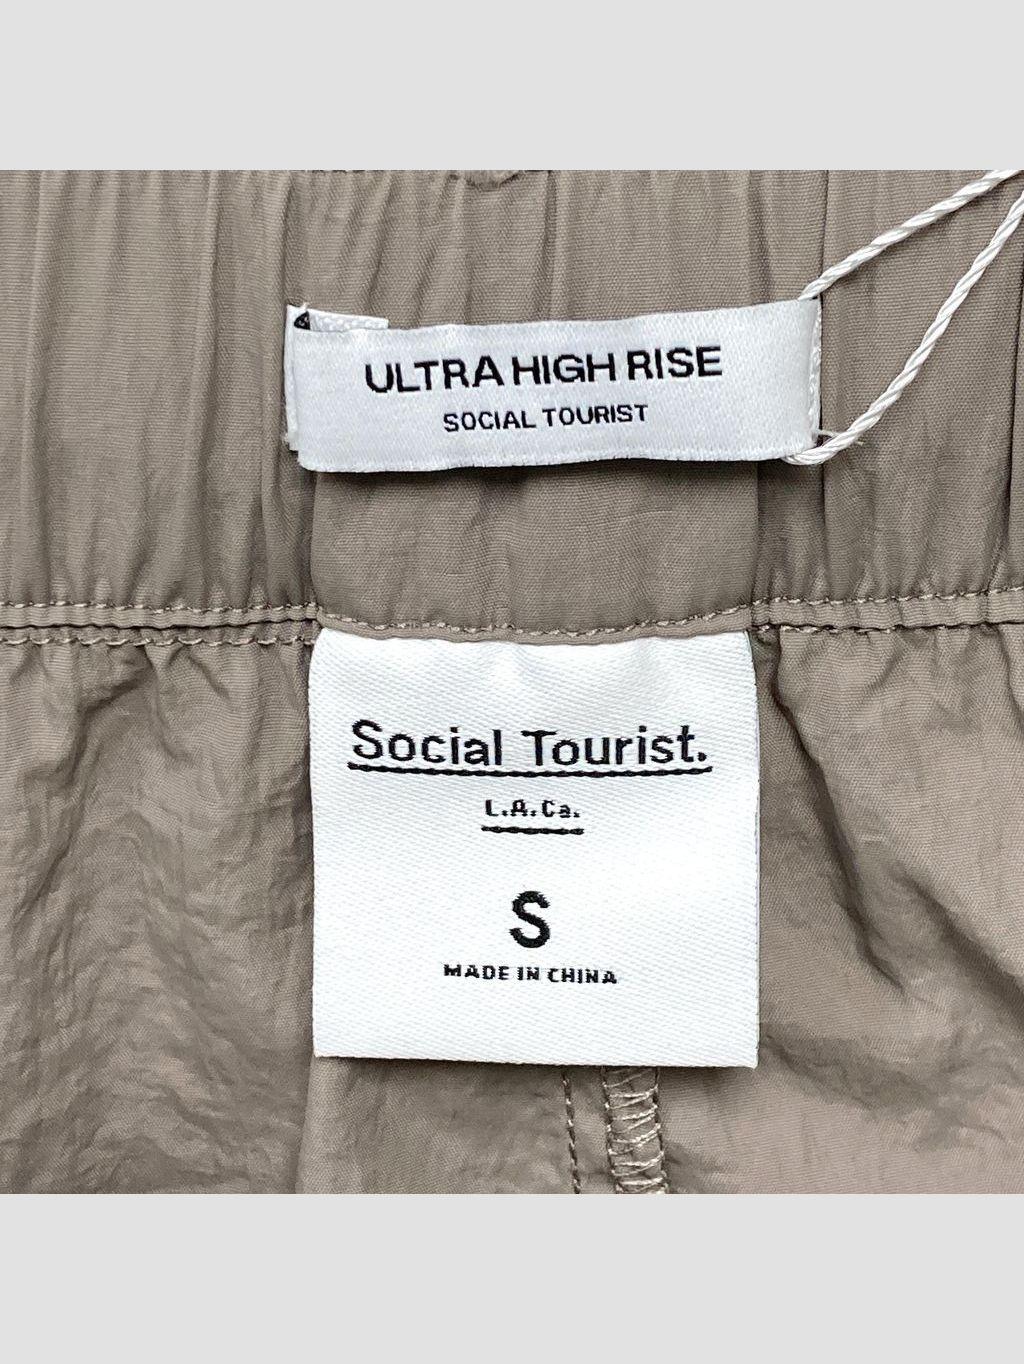 ULTRA HIGH RISE
SOCIAL TOURIST
Social Tourist.
L.A.Ca.
S
MADE IN CHINA